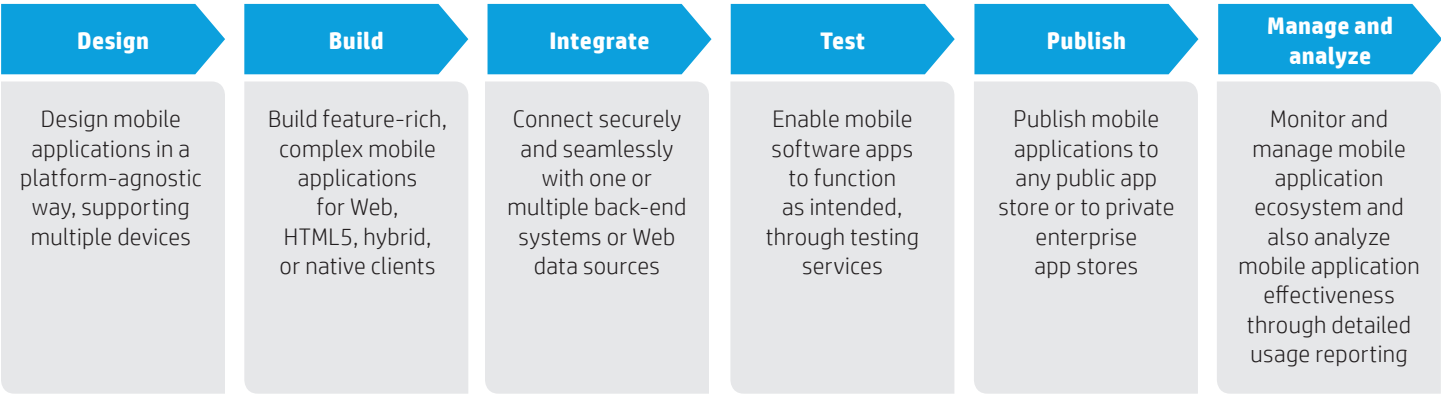 Design
Design mobile
applications in a
platform-agnostic
way, supporting
multiple devices
Build
Build feature-rich,
complex mobile
applications
for Web,
HTML5, hybrid,
or native clients
Integrate
Connect securely
and seamlessly
with one or
multiple back-end
systems or Web
data sources
Test
Enable mobile
software apps
to function
as intended,
through testing
services
Publish
Publish mobile
applications to
any public app
store or to private
enterprise
app stores
Manage and
analyze
Monitor and
manage mobile
application
ecosystem and
also analyze
mobile application
effectiveness
through detailed
usage reporting